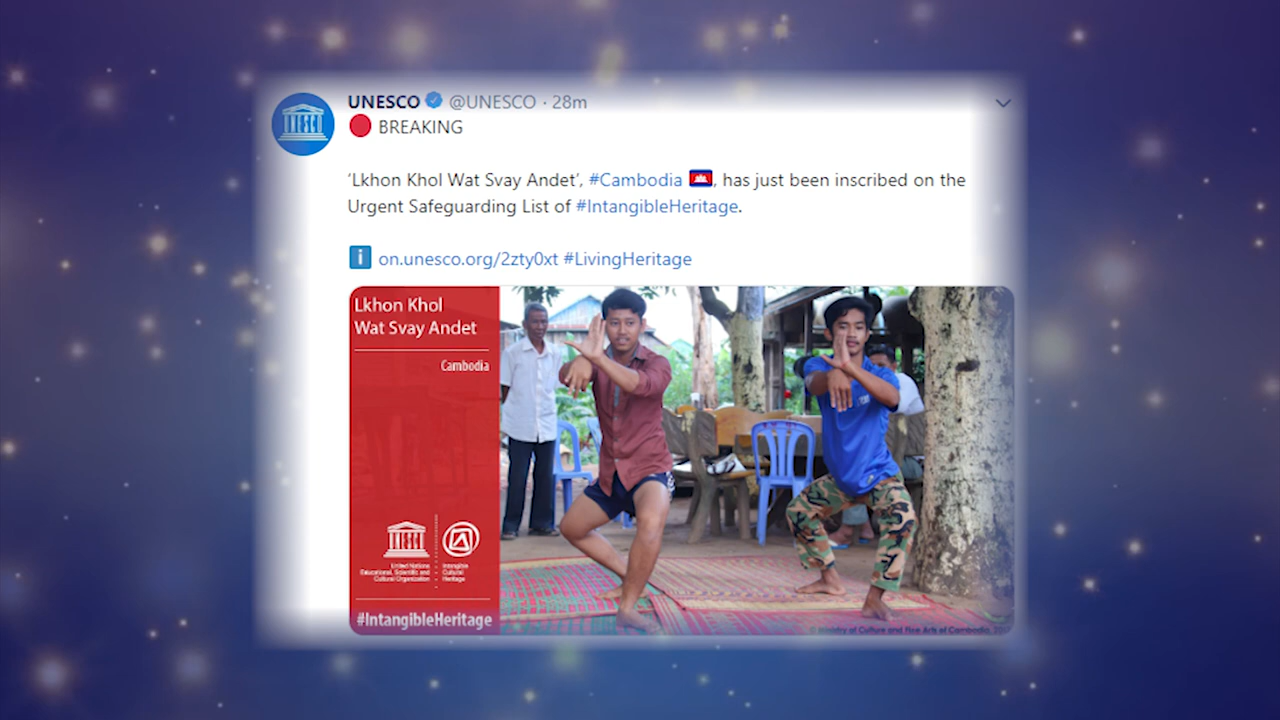 UNESCO @UNESCO · 28m
BREAKING
‘Lkhon Khol Wat Svay Andet’, #Cambodia , has just been inscribed on the
Urgent Safeguarding List of #IntangibleHeritage.
on.unesco.org/2zty0xt #LivingHeritage
Lkhon Khol
Wat Svay Andet
Cambodia
UNESCO
United Nations
Educational, Scientific and
Cultural Organization
Intangible
Cultural
Heritage
#IntangibleHeritage
© Ministry of Culture and Fine Arts of Cambodia,